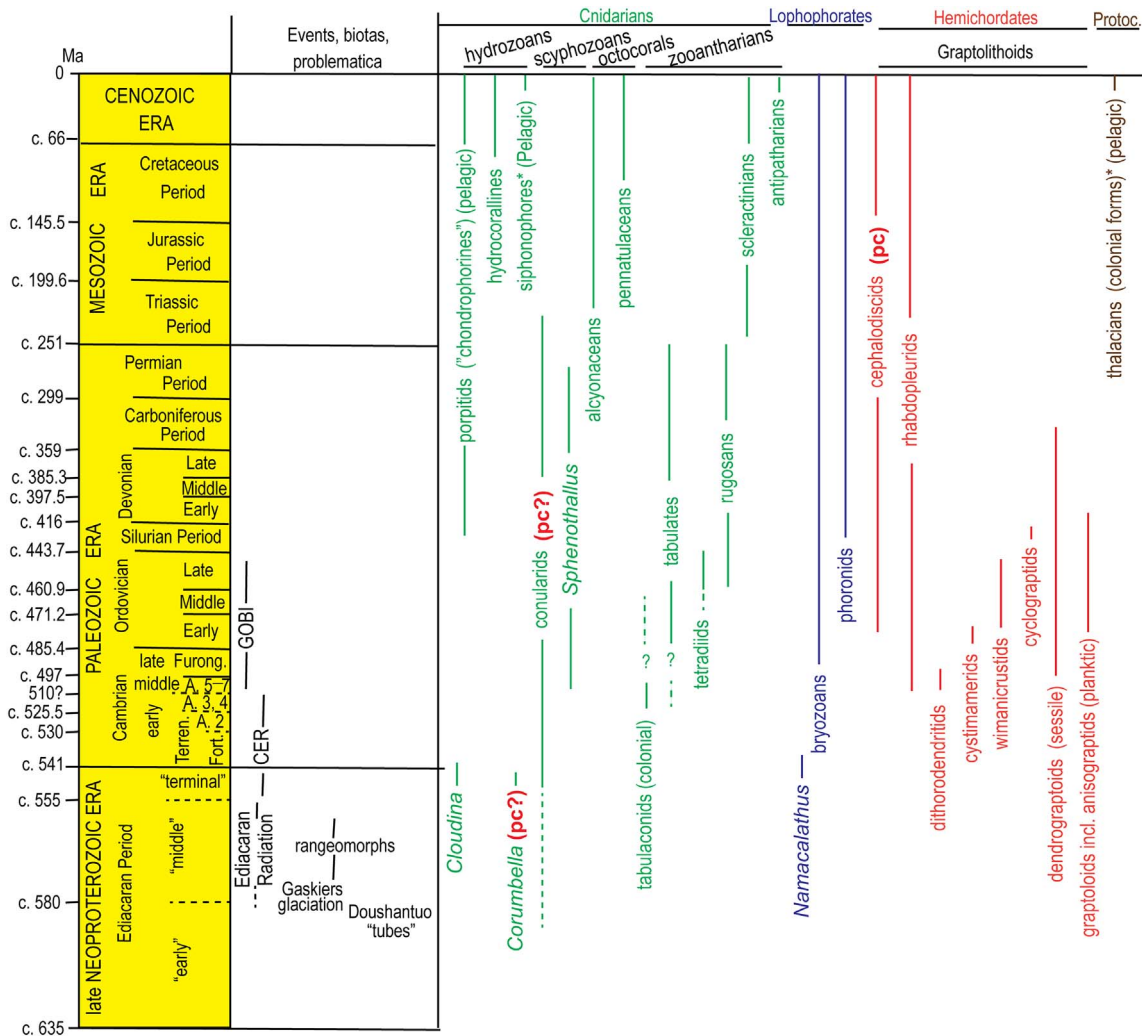 Cnidarians
Lophophorates
Hemichordates
Protoc.
Events, biotas,
problematica
hydrozoans
scyphozoans
octocorals
zooantharians
Graptolithoids
Ma
0
c. 66
c. 145.5
c. 199.6
c. 251
c. 299
c. 359
c. 385.3
c. 397.5
c. 416
c. 443.7
c. 460.9
c. 471.2
c. 485.4
c. 497
510?
c. 525.5
c. 530
c. 541
c. 555
c. 580
c. 635
CENOZOIC
ERA
MESOZOIC ERA
Cretaceous
Period
Jurassic
Period
Triassic
Period
PALEOZOIC ERA
Permian
Period
Carboniferous
Period
Devonian
Late
Middle
Early
Silurian Period
Ordovician
Late
Middle
Early
Cambrian
late
Furong.
middle
A. 5–7
early
A. 3, 4
Terren.
A. 2
Fort.
late NEOPROTEROZOIC ERA
Ediacaran Period
"terminal"
"middle"
"early"
GOBI
CER
Ediacaran
Radiation
rangeomorphs
Gaskiers
glaciation
Doushantuo
"tubes"
porpitids ("chondrophorines") (pelagic)
hydrocorallines
siphonophores* (Pelagic)
Cloudina
Corumbella (pc?)
conularids (pc?)
Sphenothallus
alcyonaceans
pennatulaceans
tabulaconids (colonial)
?
tabulates
?
tetradiids
rugosans
scleractinians
antipatharians
Namacalathus
bryozoans
phoronids
cephalodiscids (pc)
rhabdopleurids
dithorodendritids
cystimamerids
wimanicrustids
cyclograptids
dendrograptoids (sessile)
graptoloids incl. anisograptids (planktic)
thalacians (colonial forms)* (pelagic)